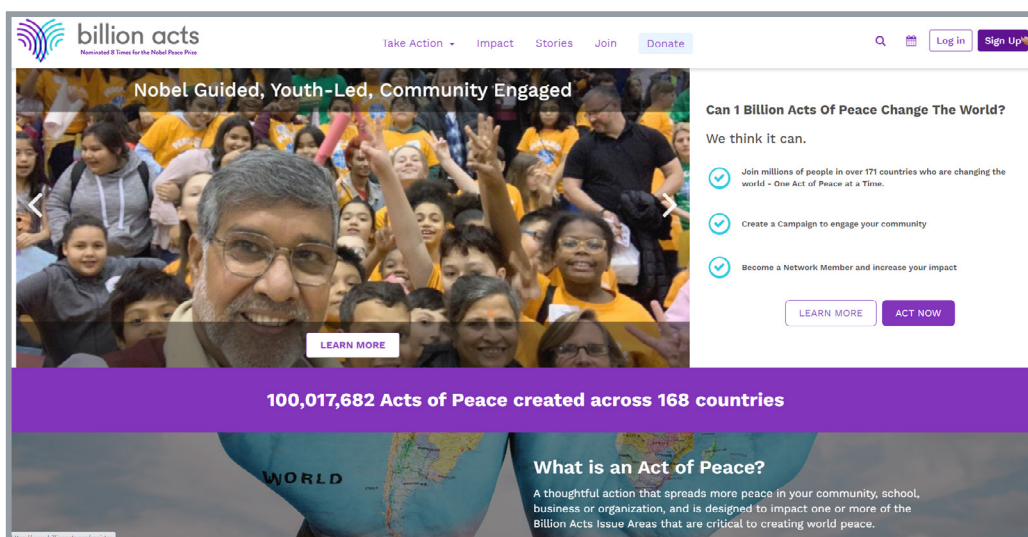 billion acts
Nominated 8 Times for the Nobel Peace Prize
Take Action
Impact
Stories
Join
Donate
Log in
Sign Up
Nobel Guided, Youth-Led, Community Engaged
LEARN MORE
Can 1 Billion Acts Of Peace Change The World?
We think it can.
Join millions of people in over 171 countries who are changing the
world - One Act of Peace at a Time.
Create a Campaign to engage your community
Become a Network Member and increase your impact
LEARN MORE
ACT NOW
100,017,682 Acts of Peace created across 168 countries
WORLD
What is an Act of Peace?
A thoughtful action that spreads more peace in your community, school,
business or organization, and is designed to impact one or more of the
Billion Acts Issue Areas that are critical to creating world peace.